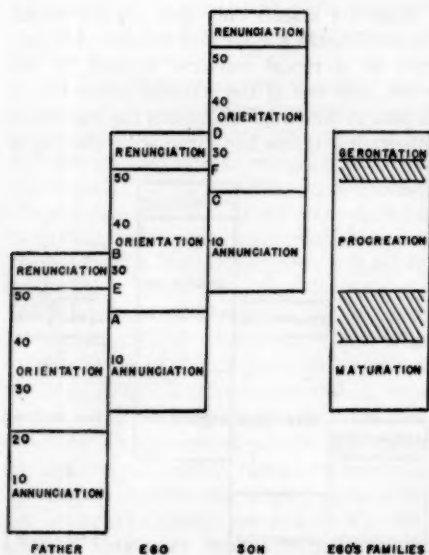 RENUNCIATION
50
40
ORIENTATION
30
20
10
ANNUNCIATION
FATHER
RENUNCIATION
50
40
ORIENTATION
B
30
E
A
10
ANNUNCIATION
EGO
RENUNCIATION
50
40
ORIENTATION
D
30
F
C
10
ANNUNCIATION
SON
GERONTATION
PROGREATION
MATURATION
EGO'S FAMILIES